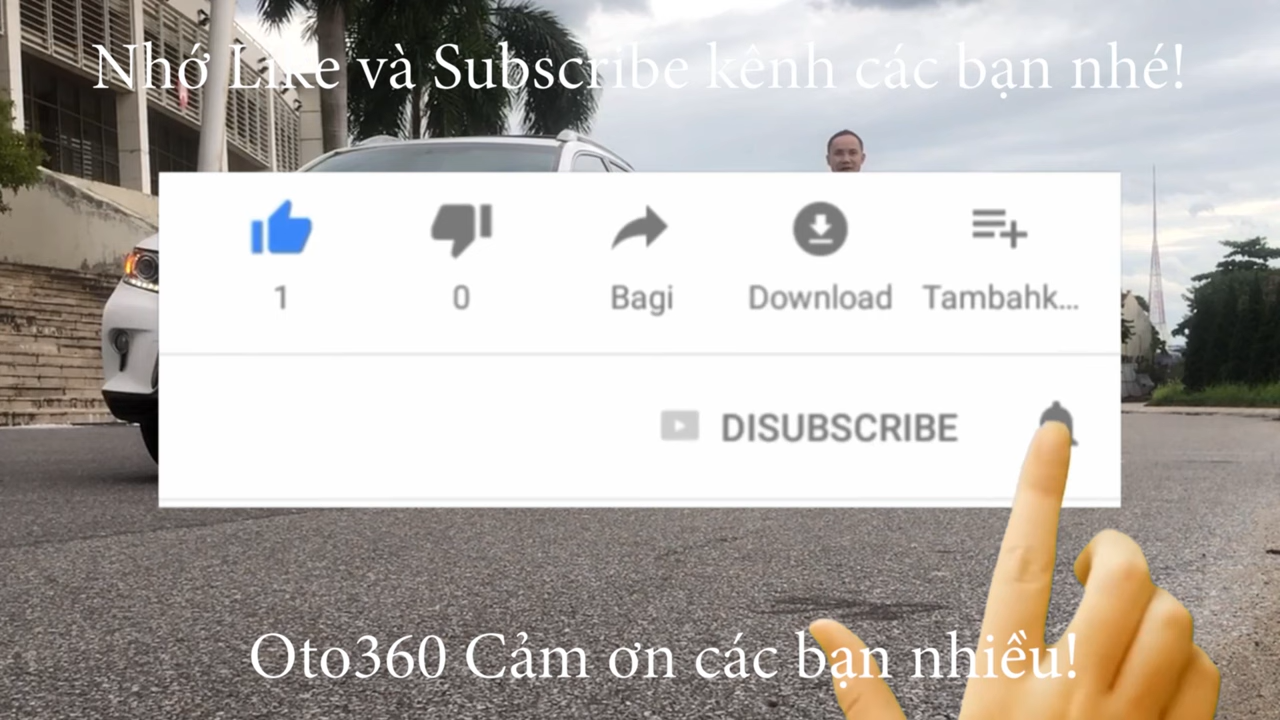 Nhớ Like và Subscribe kênh các bạn nhé!
1 0 Bagi Download Tambahk...
DISUBSCRIBE
Oto360 Cảm ơn các bạn nhiều!